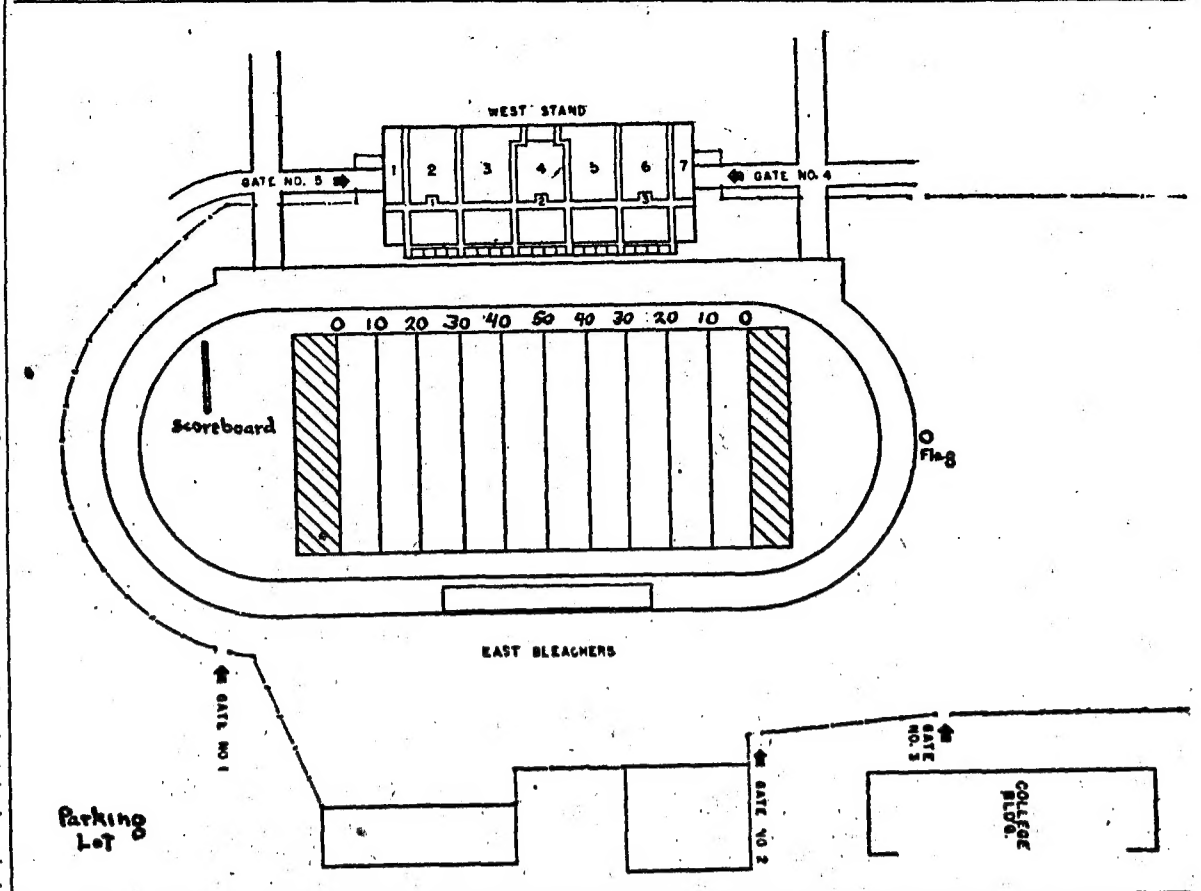 WEST STAND
1 2 3 4 5 6 7
GATE NO. 5
GATE NO. 4
1 2 3
0 10 20 30 40 50 40 30 20 10 0
scoreboard
Flag
EAST BLEACHERS
GATE NO 1
GATE NO. 3
GATE NO 2
COLLEGE
BLDG.
Parking
Lot